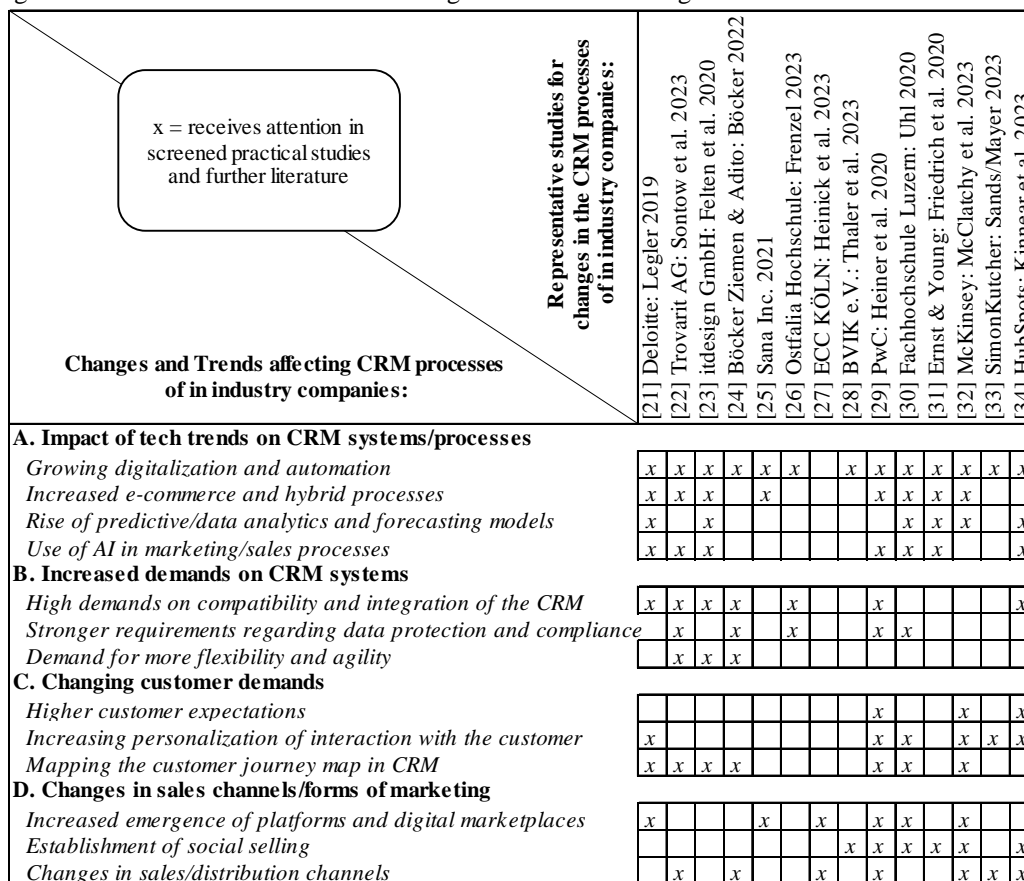 x = receives attention in
screened practical studies
and further literature
Representative studies for
changes in the CRM processes
of in industry companies:
Changes and Trends affecting CRM processes
of in industry companies:
[21] Deloitte: Legler 2019
[22] Trovarit AG: Sontow et al. 2023
[23] itdesign GmbH: Felten et al. 2020
[24] Böcker Ziemen & Adito: Böcker 2022
[25] Sana Inc. 2021
[26] Ostfalia Hochschule: Frenzel 2023
[27] ECC KÖLN: Heinick et al. 2023
[28] BVIK e.V.: Thaler et al. 2023
[29] PwC: Heiner et al. 2020
[30] Fachhochschule Luzern: Uhl 2020
[31] Ernst & Young: Friedrich et al. 2020
[32] McKinsey: McClatchy et al. 2023
[33] SimonKutcher: Sands/Mayer 2023
[34] HubSpots: et al. 2023
A. Impact of tech trends on CRM systems/processes
Growing digitalization and automation x x x x x x x x x x x x x
Increased e-commerce and hybrid processes x x x x x x x x
Rise of predictive/data analytics and forecasting models x x x x x x
Use of AI in marketing/sales processes x x x x x x x
B. Increased demands on CRM systems
High demands on compatibility and integration of the CRM x x x x x x x
Stronger requirements regarding data protection and compliance x x x x x
Demand for more flexibility and agility x x x
C. Changing customer demands
Higher customer expectations x x x
Increasing personalization of interaction with the customer x x x x x x
Mapping the customer journey map in CRM x x x x x x x
D. Changes in sales channels/forms of marketing
Increased emergence of platforms and digital marketplaces x x x x x x
Establishment of social selling x x x x x x
Changes in sales/distribution channels x x x x x x x